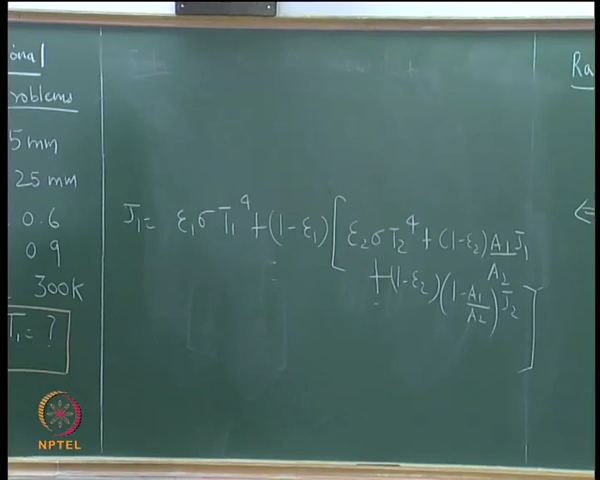 onal
roblems
5 mm
25 mm
0.6
0 9
300K
T₁ = ?
J₁ = ε₁σT₁⁴ + (1-ε₁) [ ε₂σT₂⁴ + (1-ε₂) A₁/A₂ J₁
+ (1-ε₂) (1 - A₁/A₂) J₂ ]
Ra
⇐
NPTEL